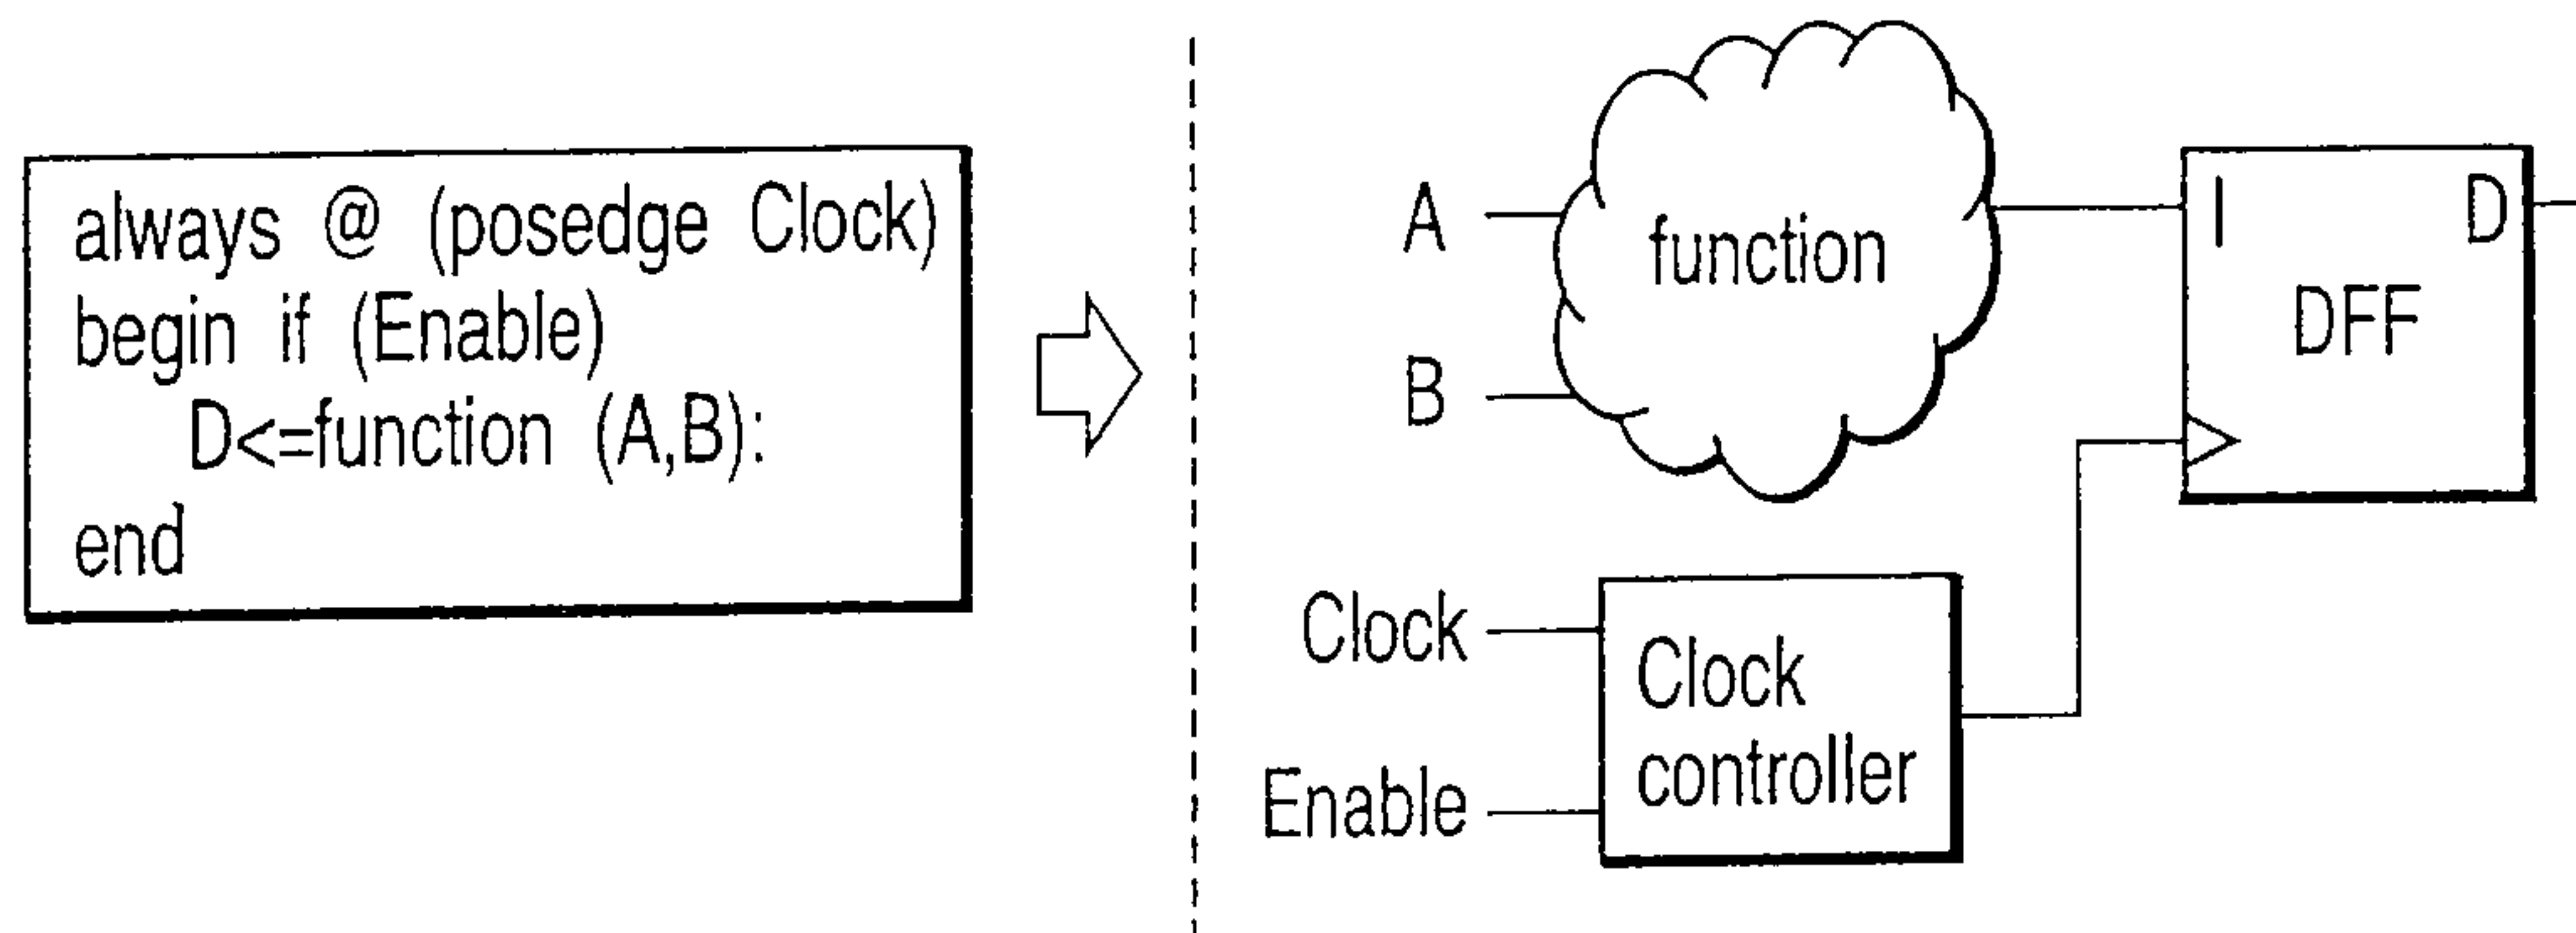 always @ (posedge Clock)
begin if (Enable)
D<=function (A,B):
end
A
B
function
I
D
DFF
Clock
Enable
Clock
controller